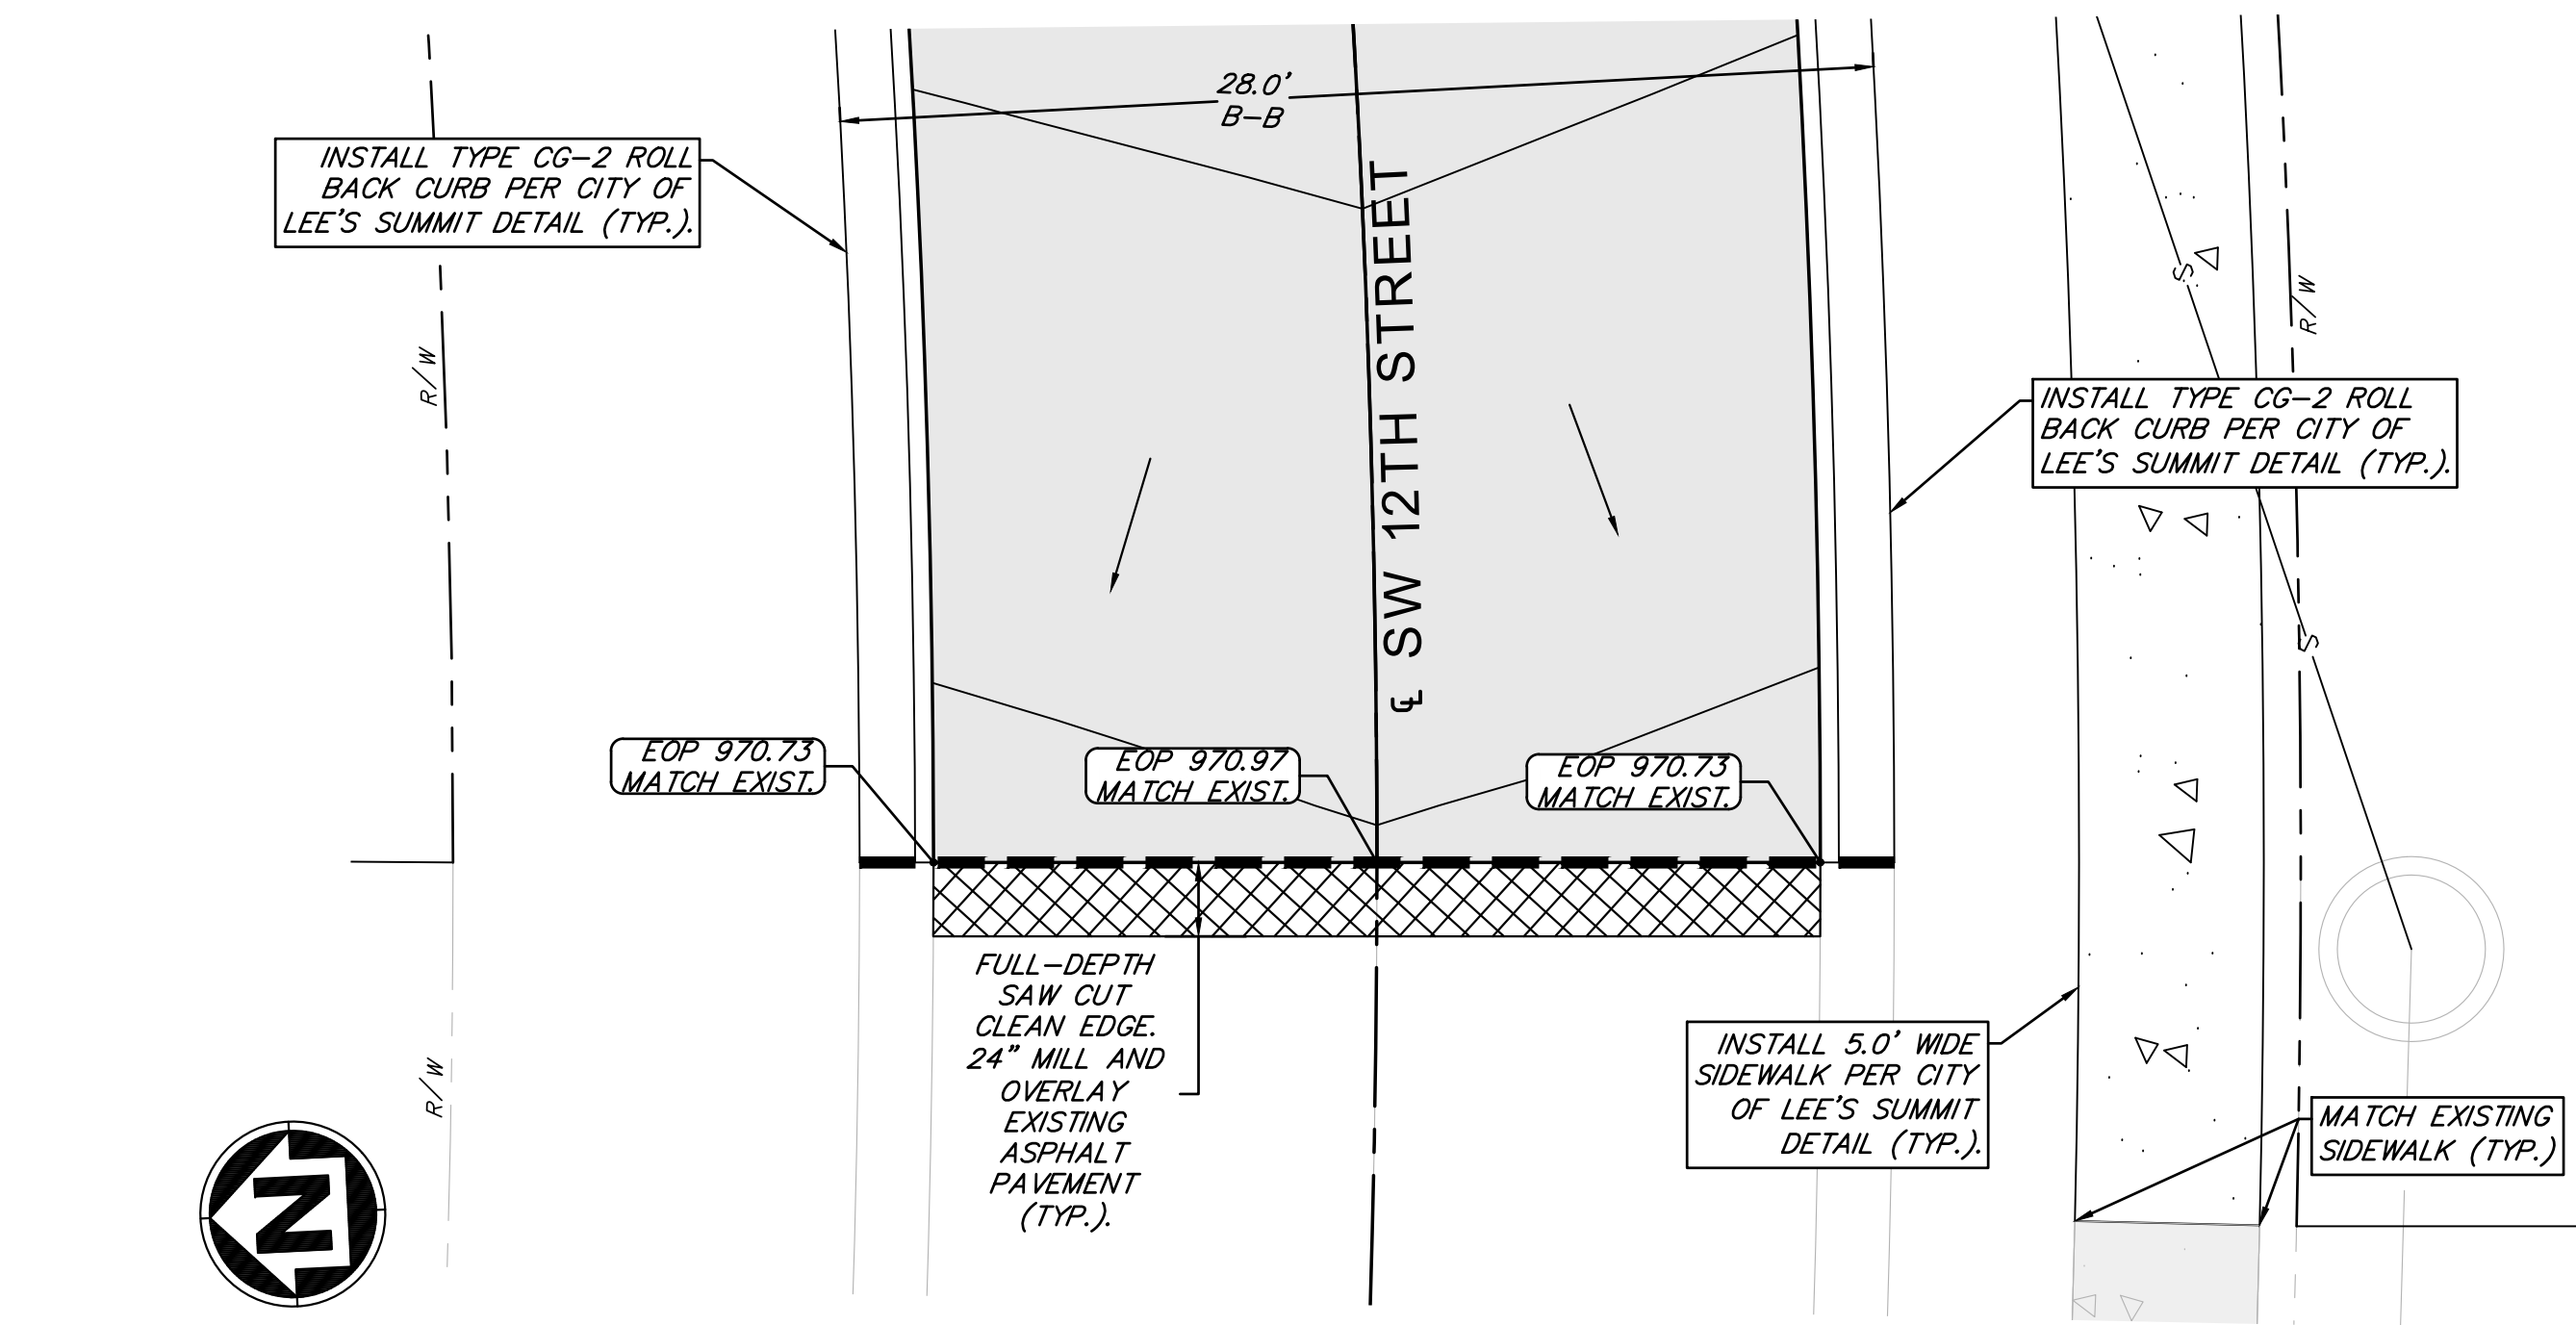 28.0'
B-B
INSTALL TYPE CG-2 ROLL
BACK CURB PER CITY OF
LEE'S SUMMIT DETAIL (TYP.).
R/W
℄ SW 12TH STREET
S
R/W
INSTALL TYPE CG-2 ROLL
BACK CURB PER CITY OF
LEE'S SUMMIT DETAIL (TYP.).
S
EOP 970.73
MATCH EXIST.
EOP 970.97
MATCH EXIST.
EOP 970.73
MATCH EXIST.
FULL-DEPTH
SAW CUT
CLEAN EDGE.
24" MILL AND
OVERLAY
EXISTING
ASPHALT
PAVEMENT
(TYP.).
INSTALL 5.0' WIDE
SIDEWALK PER CITY
OF LEE'S SUMMIT
DETAIL (TYP.).
MATCH EXISTING
SIDEWALK (TYP.)
R/W
N